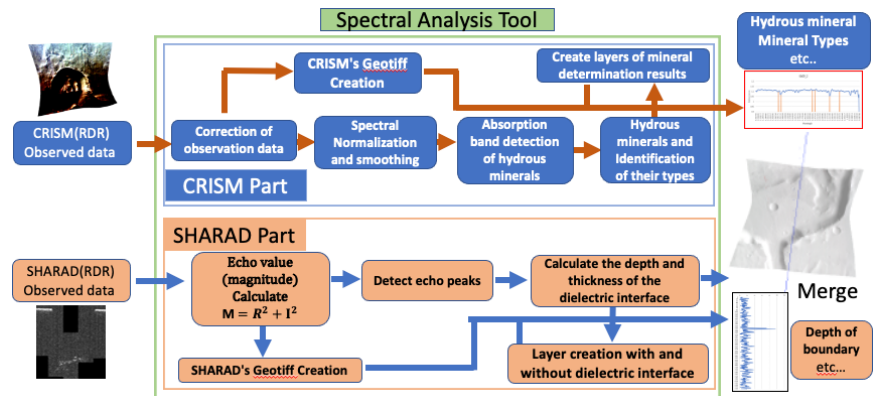 Spectral Analysis Tool
Hydrous mineral
Mineral Types
etc..
CRISM's Geotiff
Creation
Create layers of mineral
determination results
CRISM(RDR)
Observed data
Correction of
observation data
Spectral
Normalization
and smoothing
Absorption
band detection
of hydrous
minerals
Hydrous
minerals and
Identification
of their types
CRISM Part
SHARAD Part
SHARAD(RDR)
Observed data
Echo value
(magnitude)
Calculate
M = R² + I²
Detect echo peaks
Calculate the depth and
thickness of the
dielectric interface
Merge
SHARAD's Geotiff Creation
Layer creation with and
without dielectric interface
Depth of
boundary
etc...